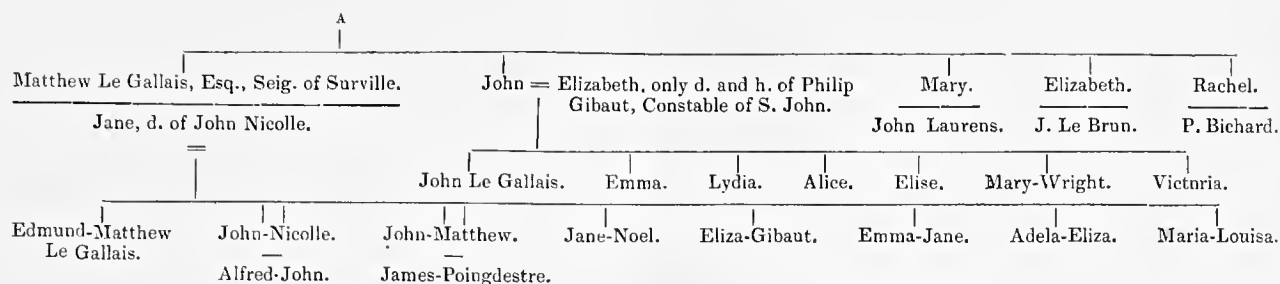 A
Matthew Le Gallais, Esq., Seig. of Surville.
John = Elizabeth, only d. and h. of Philip
Gibaut, Constable of S. John.
Mary.
Elizabeth.
Rachel.
Jane, d. of John Nicolle.
John Laurens.
J. Le Brun.
P. Bichard.
=
John Le Gallais.
Emma.
Lydia.
Alice.
Elise.
Mary-Wright.
Victnria.
Edmund-Matthew
Le Gallais.
John-Nicolle.
John-Matthew.
Jane-Noel.
Eliza-Gibaut.
Emma-Jane.
Adela-Eliza.
Maria-Louisa.
Alfred-John.
James-Poingdestre.